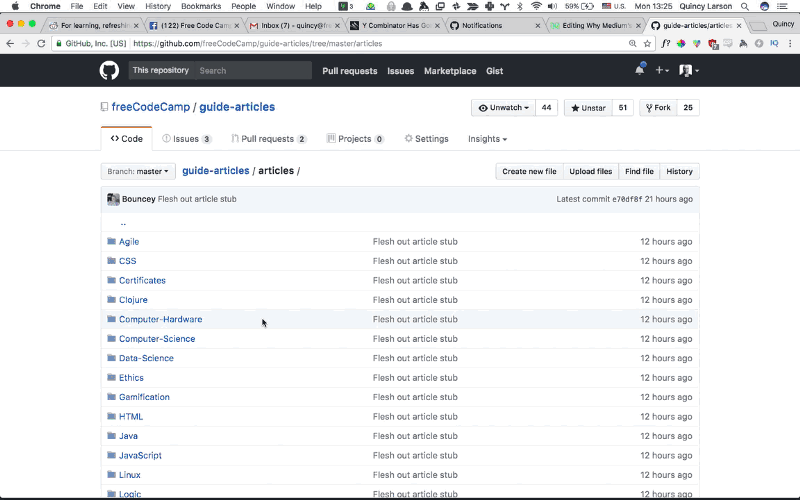 Chrome File Edit View History Bookmarks People Window Help 3 59% U.S. Mon 13:25 Quincy Larson
For learning, refreshin
(122) Free Code Camp
Inbox (7) - quincy@free
Y Combinator Has Go
Notifications
Editing Why Medium's
guide-articles/articles
Quincy
GitHub, Inc. [US] https://github.com/freeCodeCamp/guide-articles/tree/master/articles
This repository Search Pull requests Issues Marketplace Gist
freeCodeCamp / guide-articles Unwatch 44 Unstar 51 Fork 25
Code Issues 3 Pull requests 2 Projects 0 Settings Insights
Branch: master guide-articles / articles / Create new file Upload files Find file History
Bouncey Flesh out article stub Latest commit e70df8f 21 hours ago
..
Agile Flesh out article stub 12 hours ago
CSS Flesh out article stub 12 hours ago
Certificates Flesh out article stub 12 hours ago
Clojure Flesh out article stub 12 hours ago
Computer-Hardware Flesh out article stub 12 hours ago
Computer-Science Flesh out article stub 12 hours ago
Data-Science Flesh out article stub 12 hours ago
Ethics Flesh out article stub 12 hours ago
Gamification Flesh out article stub 12 hours ago
HTML Flesh out article stub 12 hours ago
Java Flesh out article stub 12 hours ago
JavaScript Flesh out article stub 12 hours ago
Linux Flesh out article stub 12 hours ago
Logic Flesh out article stub 12 hours ago